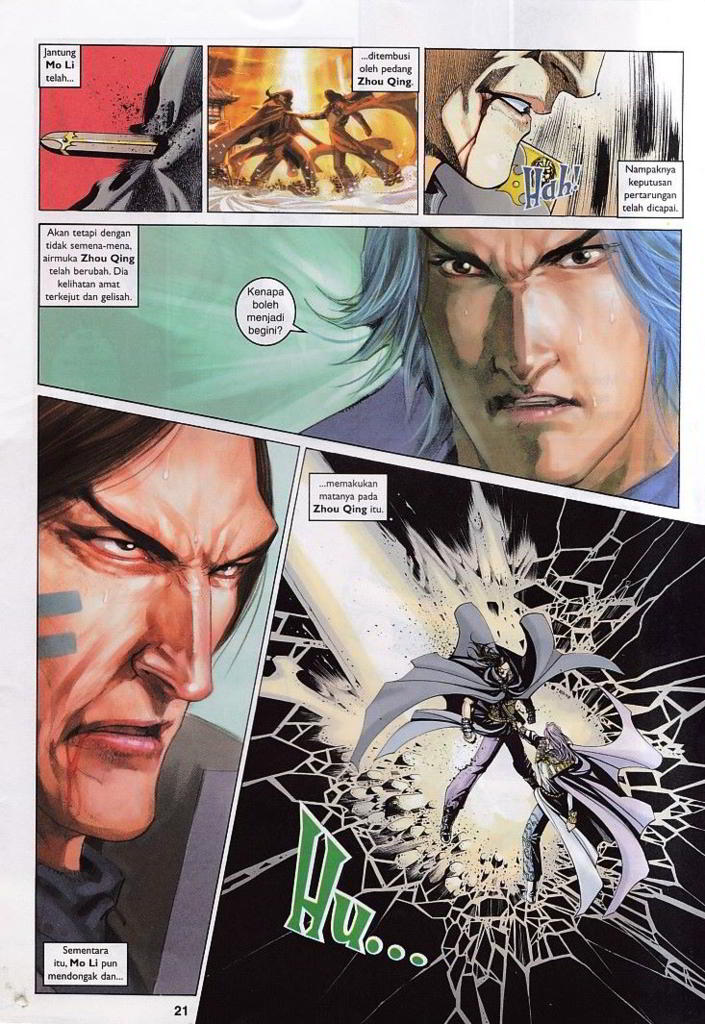 Jantung
Mo Li
telah...
...ditembusi
oleh pedang
Zhou Qing.
Hah!
Nampaknya
keputusan
pertarungan
telah dicapai.
Akan tetapi dengan
tidak semena-mena,
airmuka Zhou Qing
telah berubah. Dia
kelihatan amat
terkejut dan gelisah.
Kenapa
boleh
menjadi
begini?
Sementara
itu, Mo Li pun
mendongak dan...
...memakukan
matanya pada
Zhou Qing itu.
Hu...
21